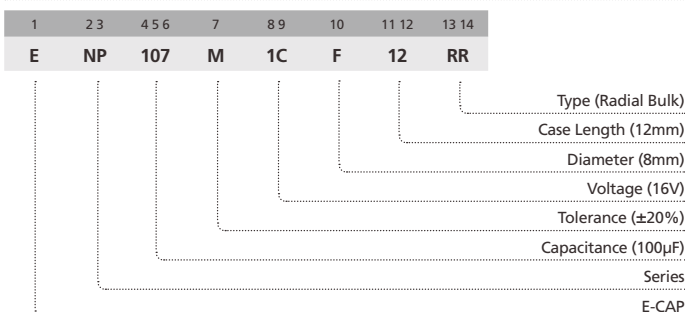 1 2 3 4 5 6 7 8 9 10 11 12 13 14
E NP 107 M 1C F 12 RR
Type (Radial Bulk)
Case Length (12mm)
Diameter (8mm)
Voltage (16V)
Tolerance (±20%)
Capacitance (100µF)
Series
E-CAP